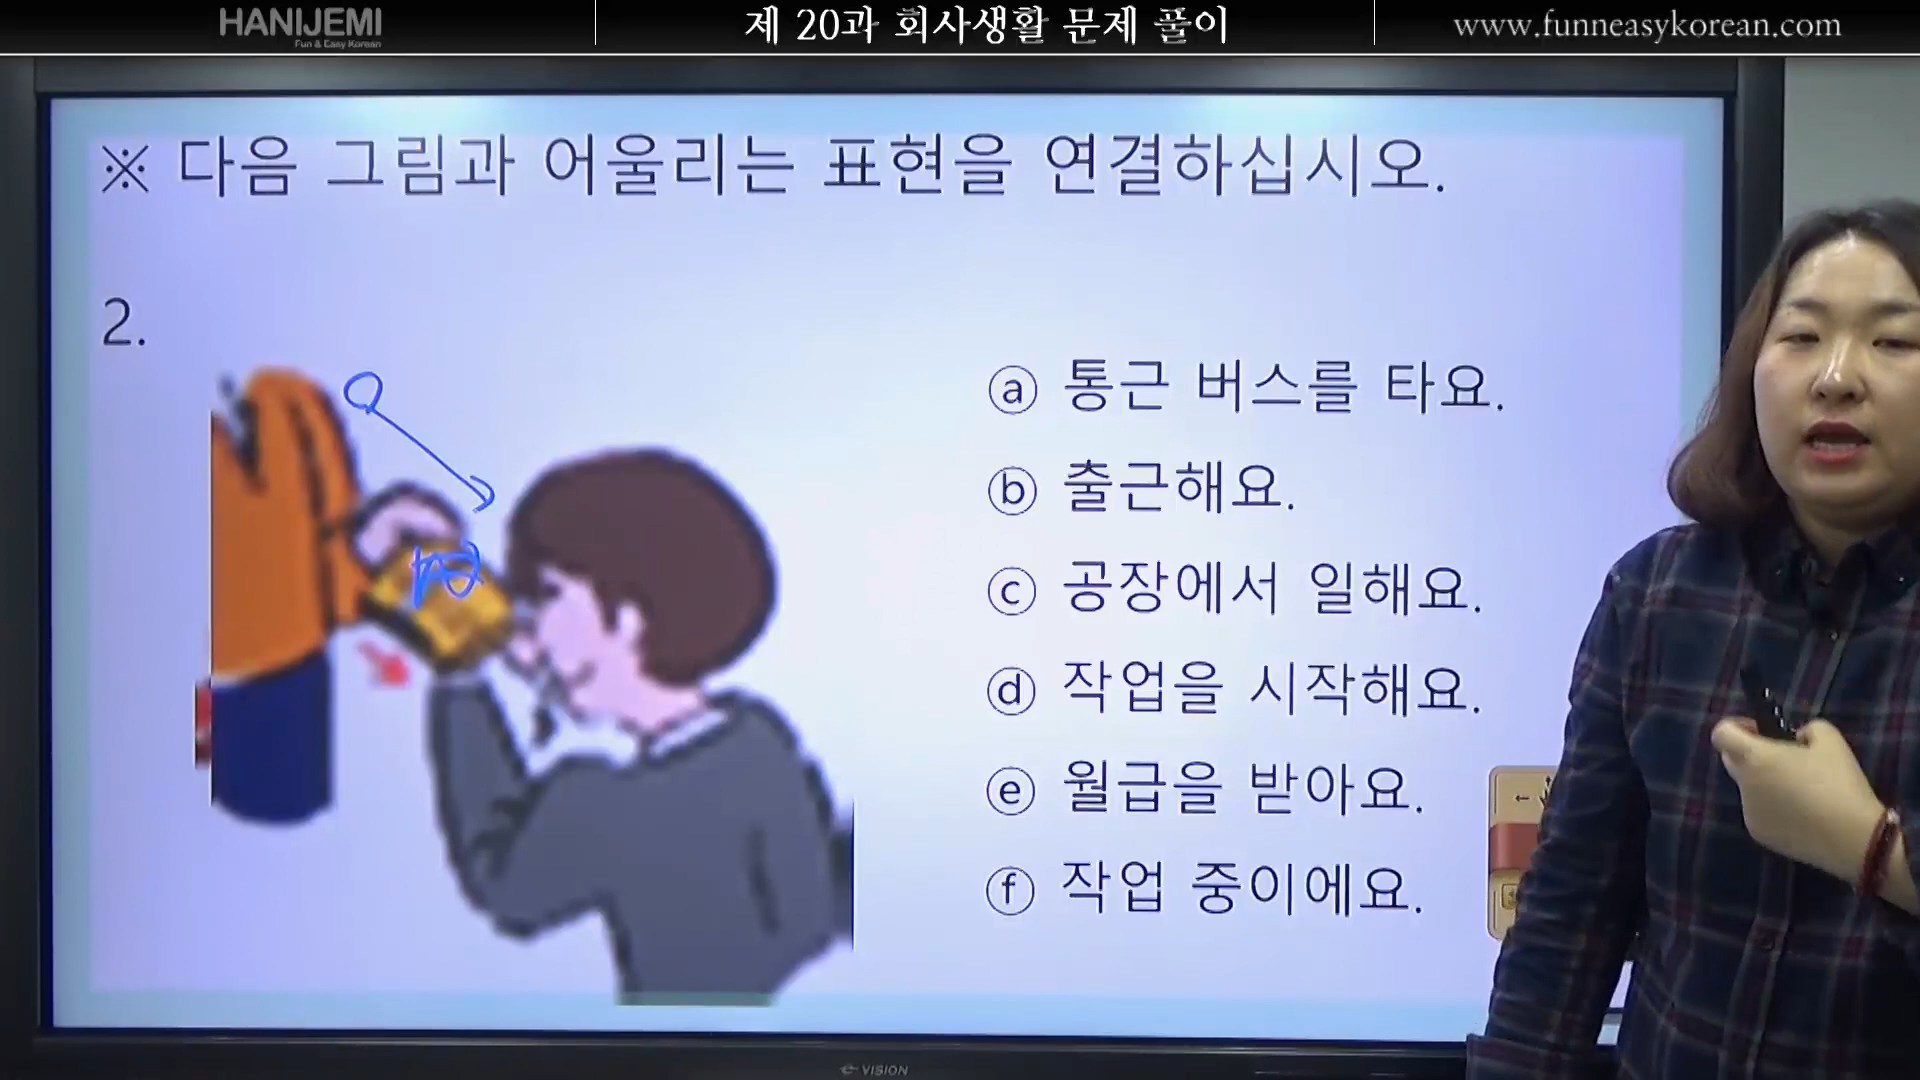 HANIJEMI
Fun & Easy Korean
제 20과 회사생활 문제 풀이
www.funneasykorean.com
※ 다음 그림과 어울리는 표현을 연결하십시오.
2.
ⓐ 통근 버스를 타요.
ⓑ 출근해요.
ⓒ 공장에서 일해요.
ⓓ 작업을 시작해요.
ⓔ 월급을 받아요.
ⓕ 작업 중이에요.
VISION